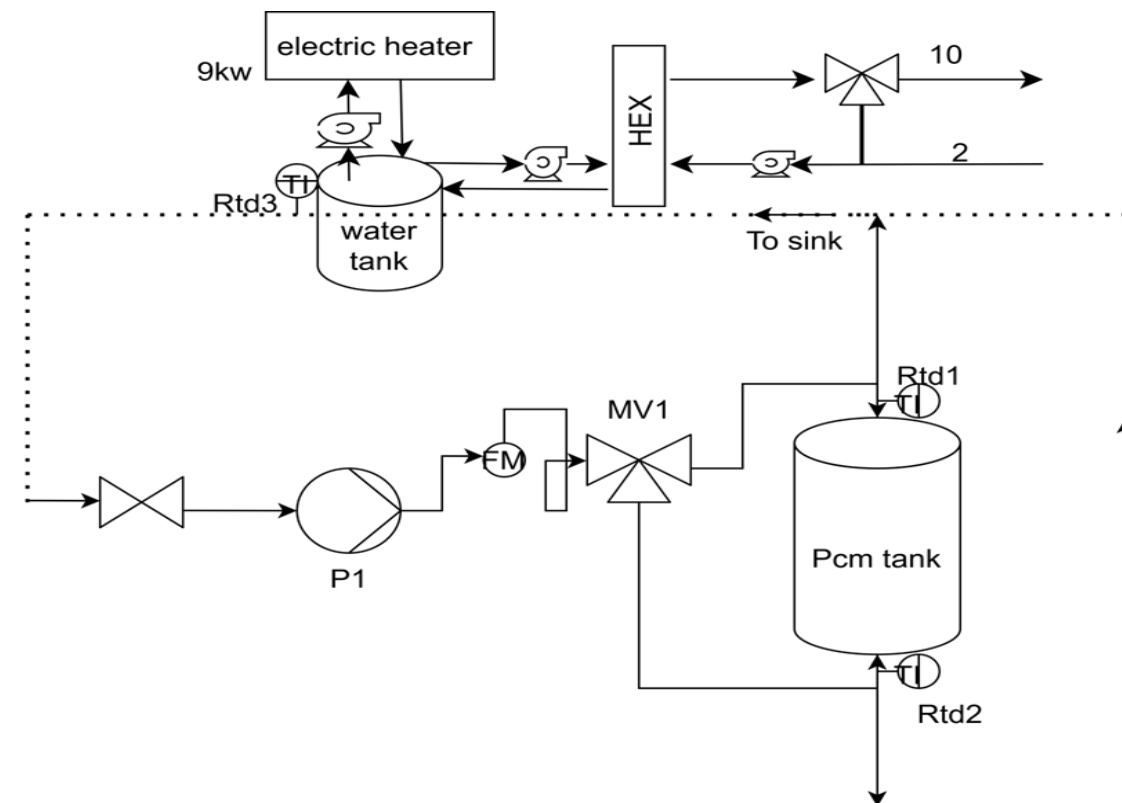 electric heater
9kw
HEX
10
2
TI
Rtd3
water
tank
To sink
Rtd1
TI
MV1
FM
Pcm tank
P1
TI
Rtd2